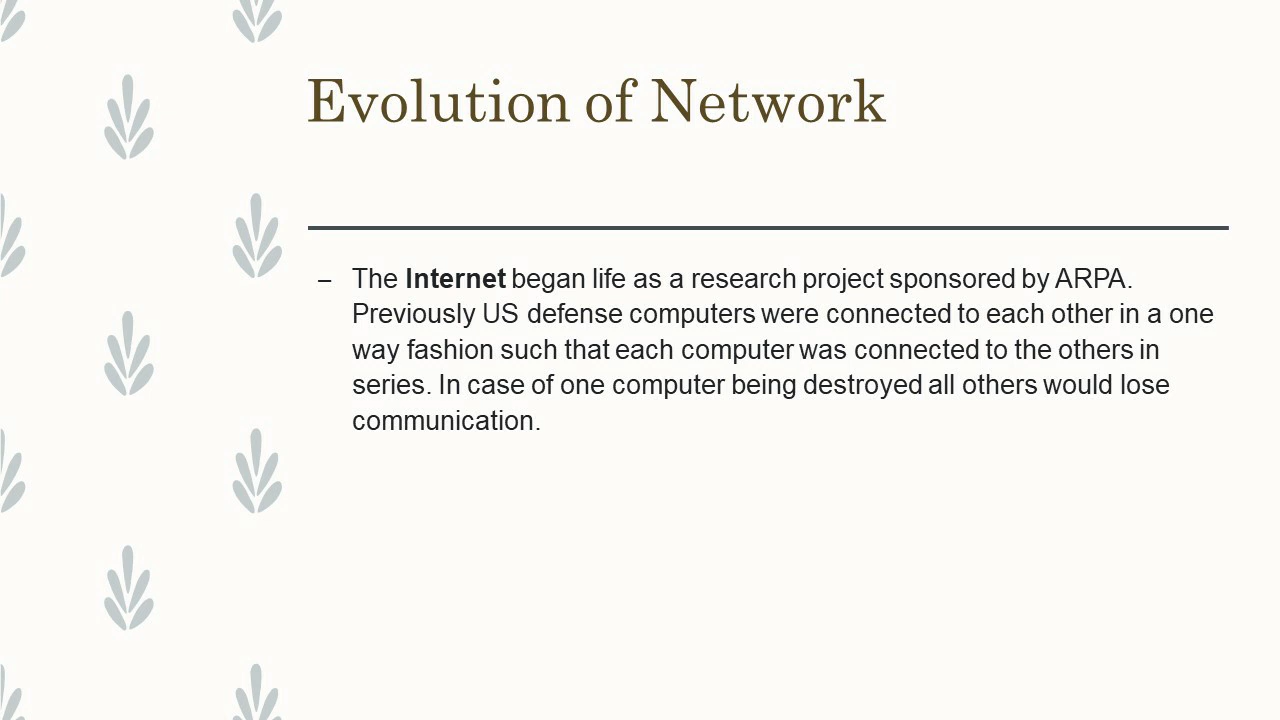 Evolution of Network
– The Internet began life as a research project sponsored by ARPA.
Previously US defense computers were connected to each other in a one
way fashion such that each computer was connected to the others in
series. In case of one computer being destroyed all others would lose
communication.